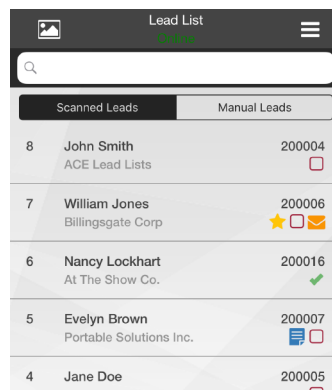 Lead List
Online
Scanned Leads Manual Leads
8 John Smith 200004
ACE Lead Lists
7 William Jones 200006
Billingsgate Corp
6 Nancy Lockhart 200016
At The Show Co.
5 Evelyn Brown 200007
Portable Solutions Inc.
4 Jane Doe 200005